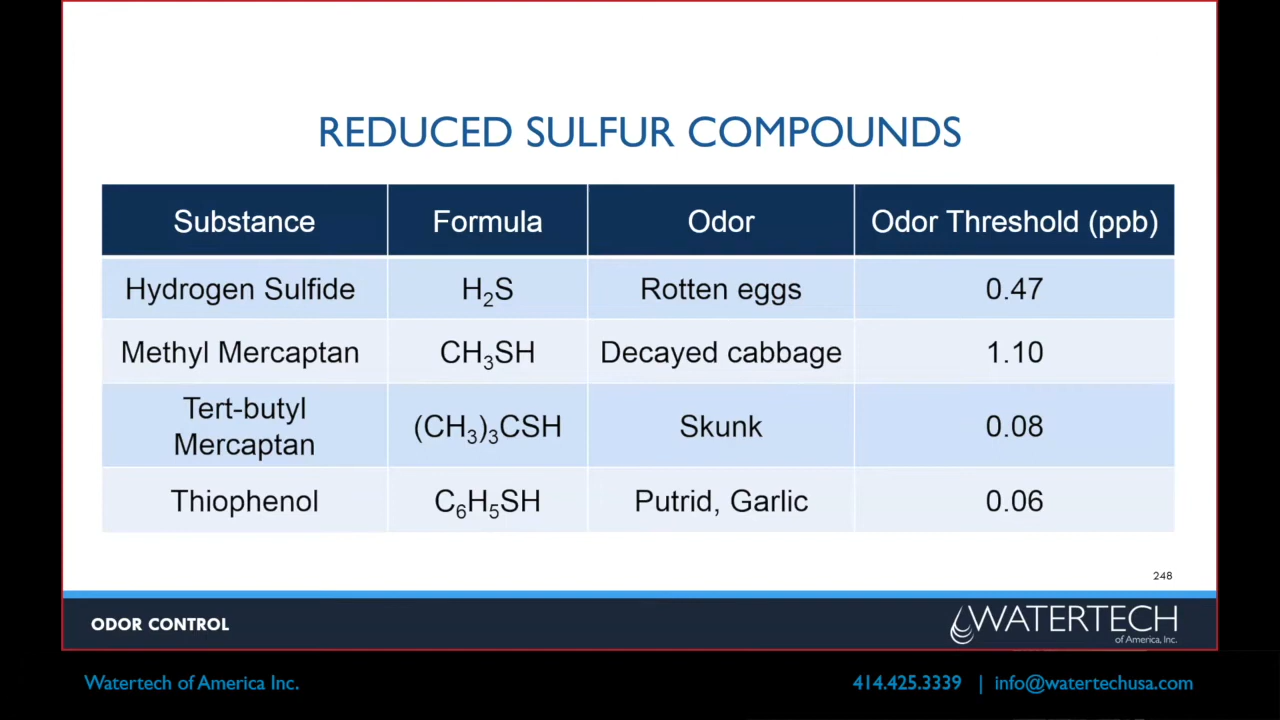 REDUCED SULFUR COMPOUNDS
Substance Formula Odor Odor Threshold (ppb)
Hydrogen Sulfide H₂S Rotten eggs 0.47
Methyl Mercaptan CH₃SH Decayed cabbage 1.10
Tert-butyl
Mercaptan (CH₃)₃CSH Skunk 0.08
Thiophenol C₆H₅SH Putrid, Garlic 0.06
248
ODOR CONTROL
WATERTECH
of America, Inc.
Watertech of America Inc. 414.425.3339 | info@watertechusa.com